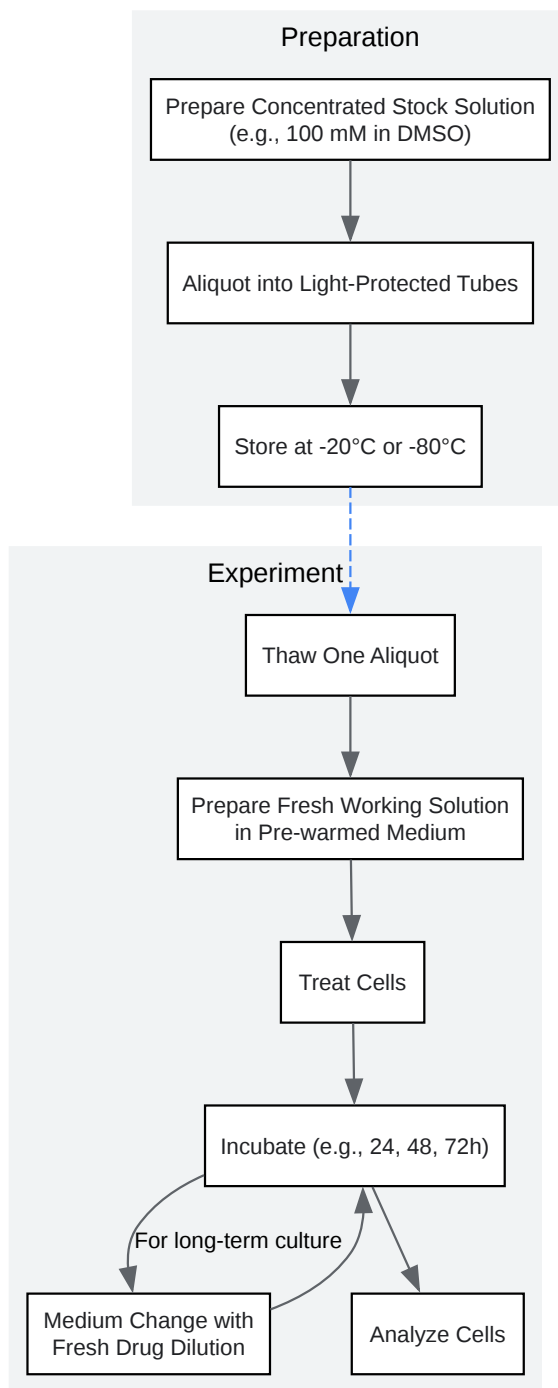 Preparation
Prepare Concentrated Stock Solution
(e.g., 100 mM in DMSO)
Aliquot into Light-Protected Tubes
Store at -20°C or -80°C
Experiment
Thaw One Aliquot
Prepare Fresh Working Solution
in Pre-warmed Medium
Treat Cells
Incubate (e.g., 24, 48, 72h)
For long-term culture
Medium Change with
Fresh Drug Dilution
Analyze Cells